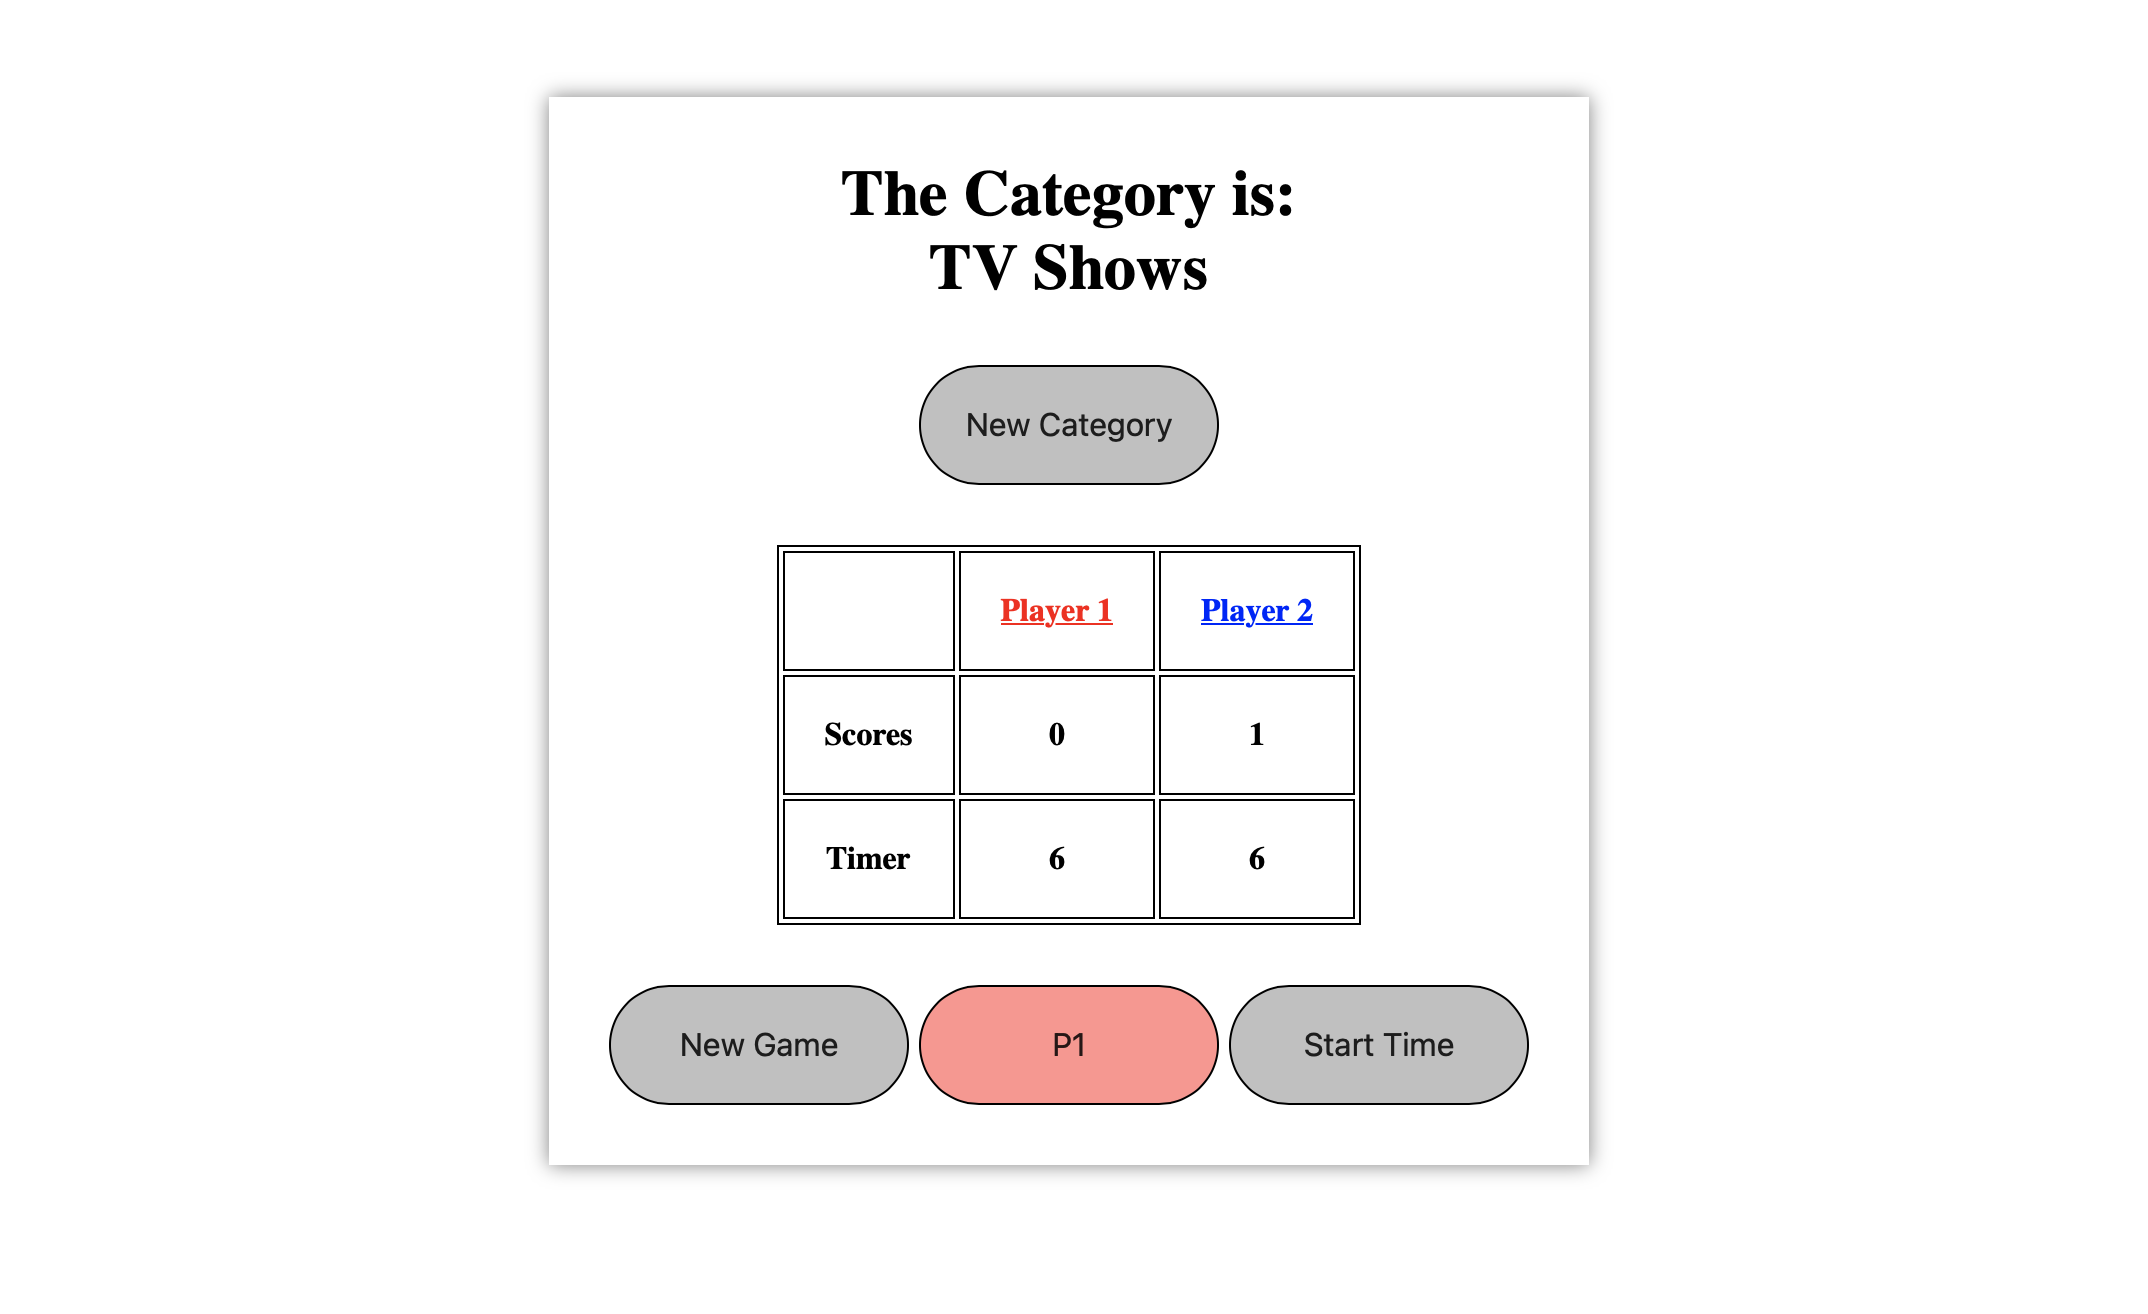 The Category is:
TV Shows
New Category
Player 1 Player 2
Scores 0 1
Timer 6 6
New Game P1 Start Time